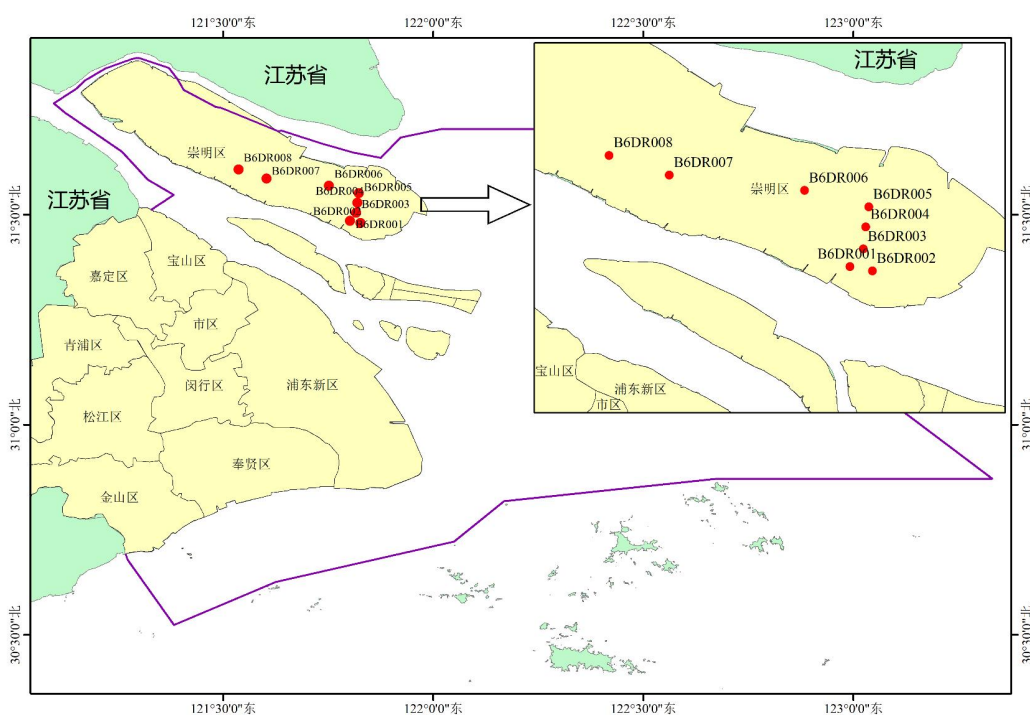 121°30'0"东
122°0'0"东
122°30'0"东
123°0'0"东
江苏省
江苏省
崇明区
B6DR008
B6DR007
B6DR006
B6DR004
B6DR005
B6DR003
B6DR002
B6DR001
江苏省
崇明区
B6DR008
B6DR007
B6DR006
B6DR005
B6DR004
B6DR003
B6DR001
B6DR002
宝山区
市区
浦东新区
嘉定区
宝山区
市区
青浦区
闵行区
浦东新区
松江区
奉贤区
金山区
31°30'0"北
31°0'0"北
30°30'0"北
31°30'0"北
31°0'0"北
30°30'0"北
121°30'0"东
122°0'0"东
122°30'0"东
123°0'0"东